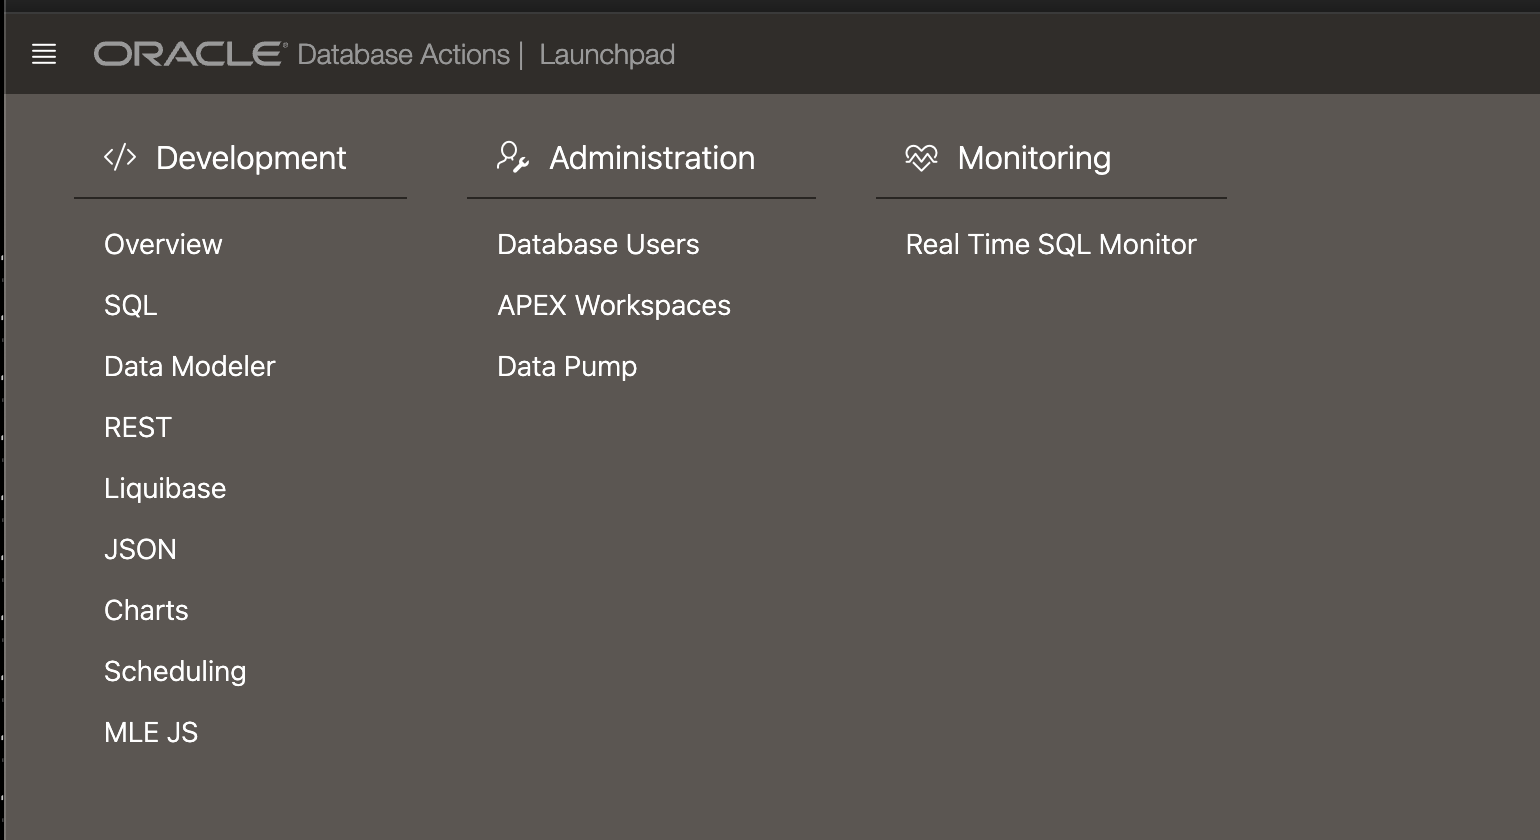 ORACLE® Database Actions | Launchpad
Development
Overview
SQL
Data Modeler
REST
Liquibase
JSON
Charts
Scheduling
MLE JS
Administration
Database Users
APEX Workspaces
Data Pump
Monitoring
Real Time SQL Monitor